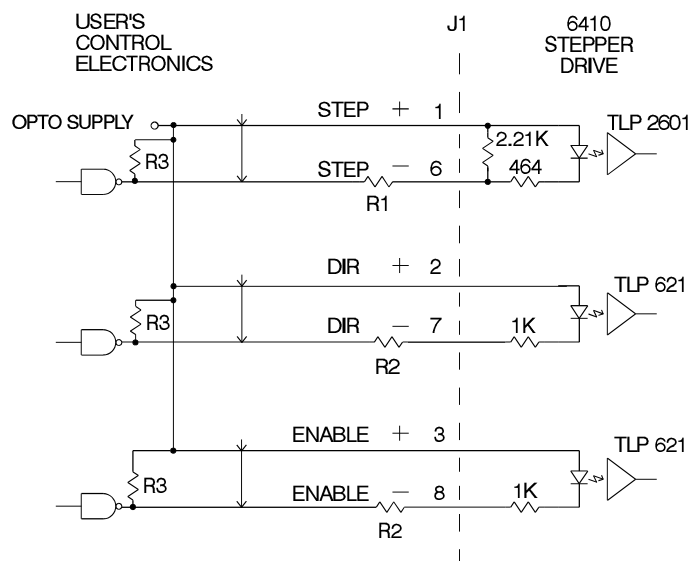 USER'S
CONTROL
ELECTRONICS
J1
6410
STEPPER
DRIVE
OPTO SUPPLY
STEP + 1
TLP 2601
2.21K
R3
STEP − 6
464
R1
DIR + 2
TLP 621
R3
DIR − 7
1K
R2
ENABLE + 3
TLP 621
R3
ENABLE − 8
1K
R2